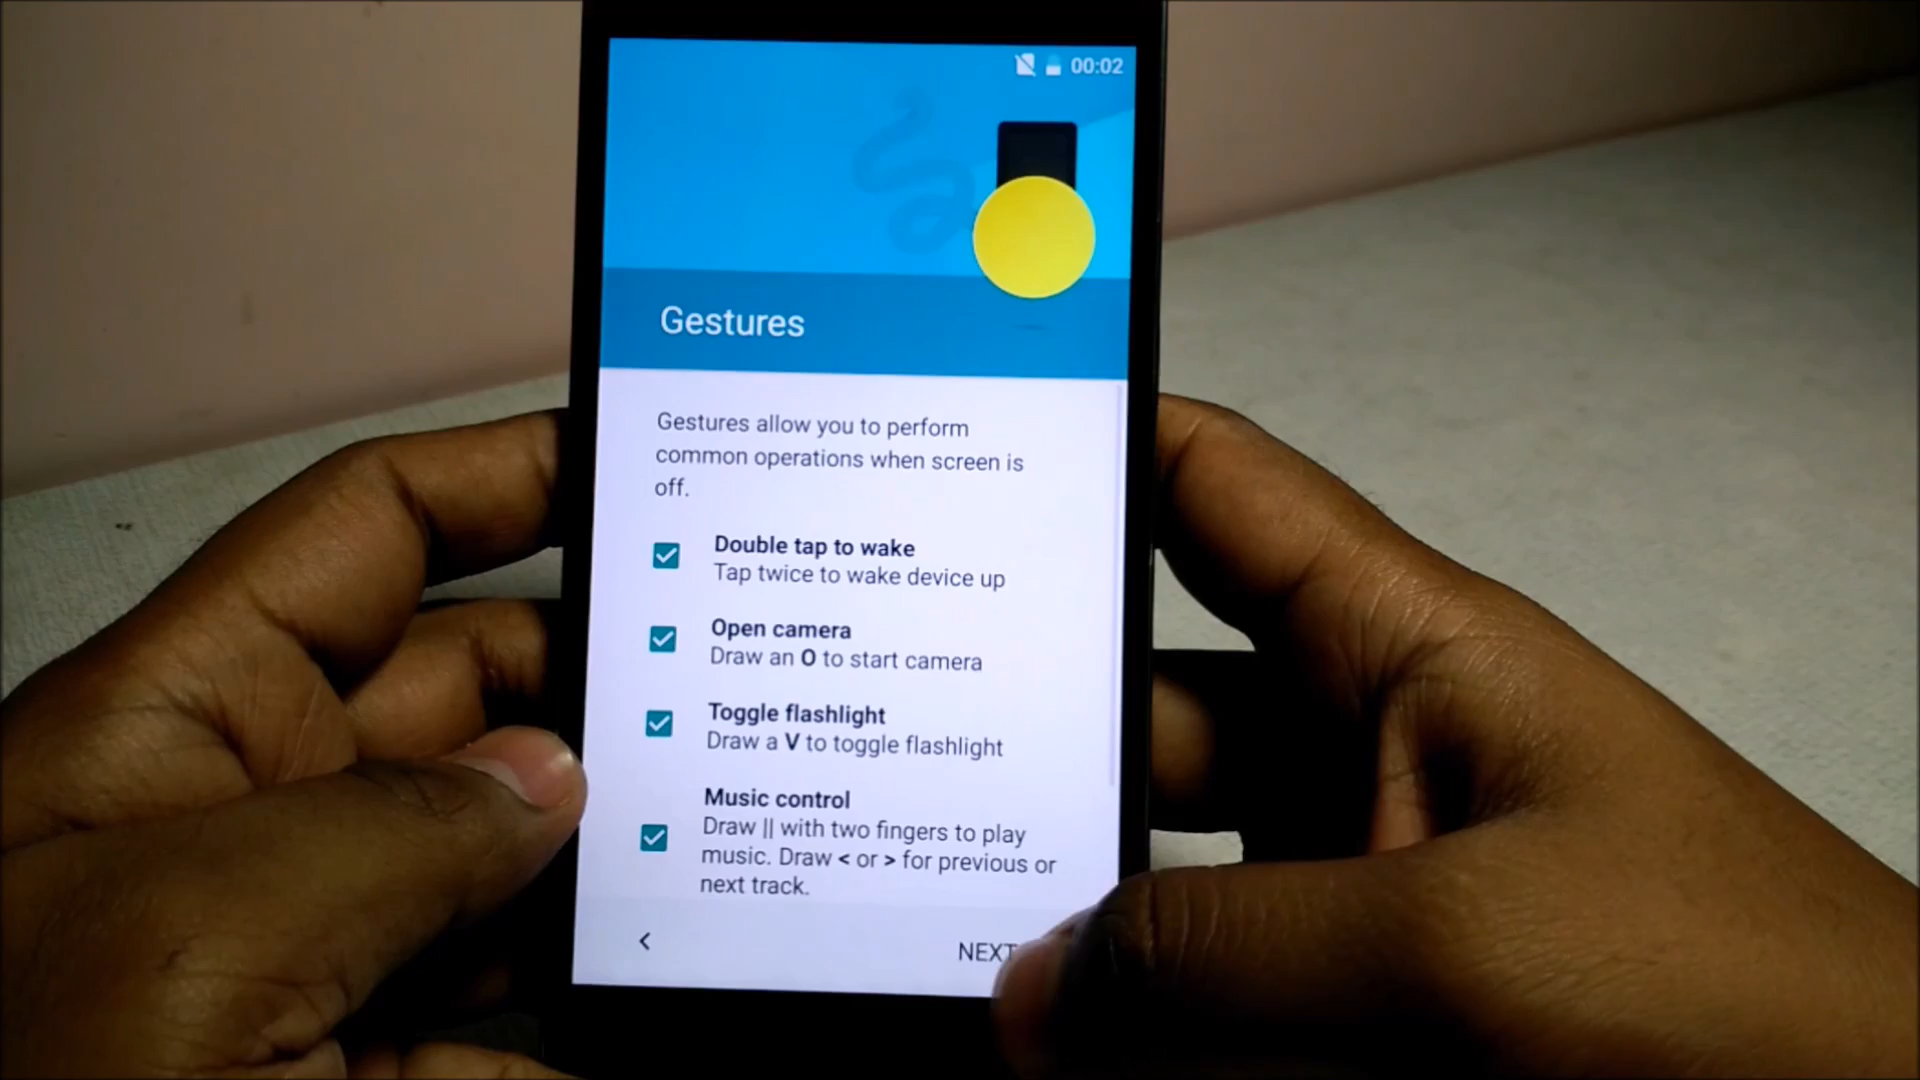 00:02
Gestures
Gestures allow you to perform
common operations when screen is
off.
Double tap to wake
Tap twice to wake device up
Open camera
Draw an O to start camera
Toggle flashlight
Draw a V to toggle flashlight
Music control
Draw || with two fingers to play
music. Draw < or > for previous or
next track.
< NEXT